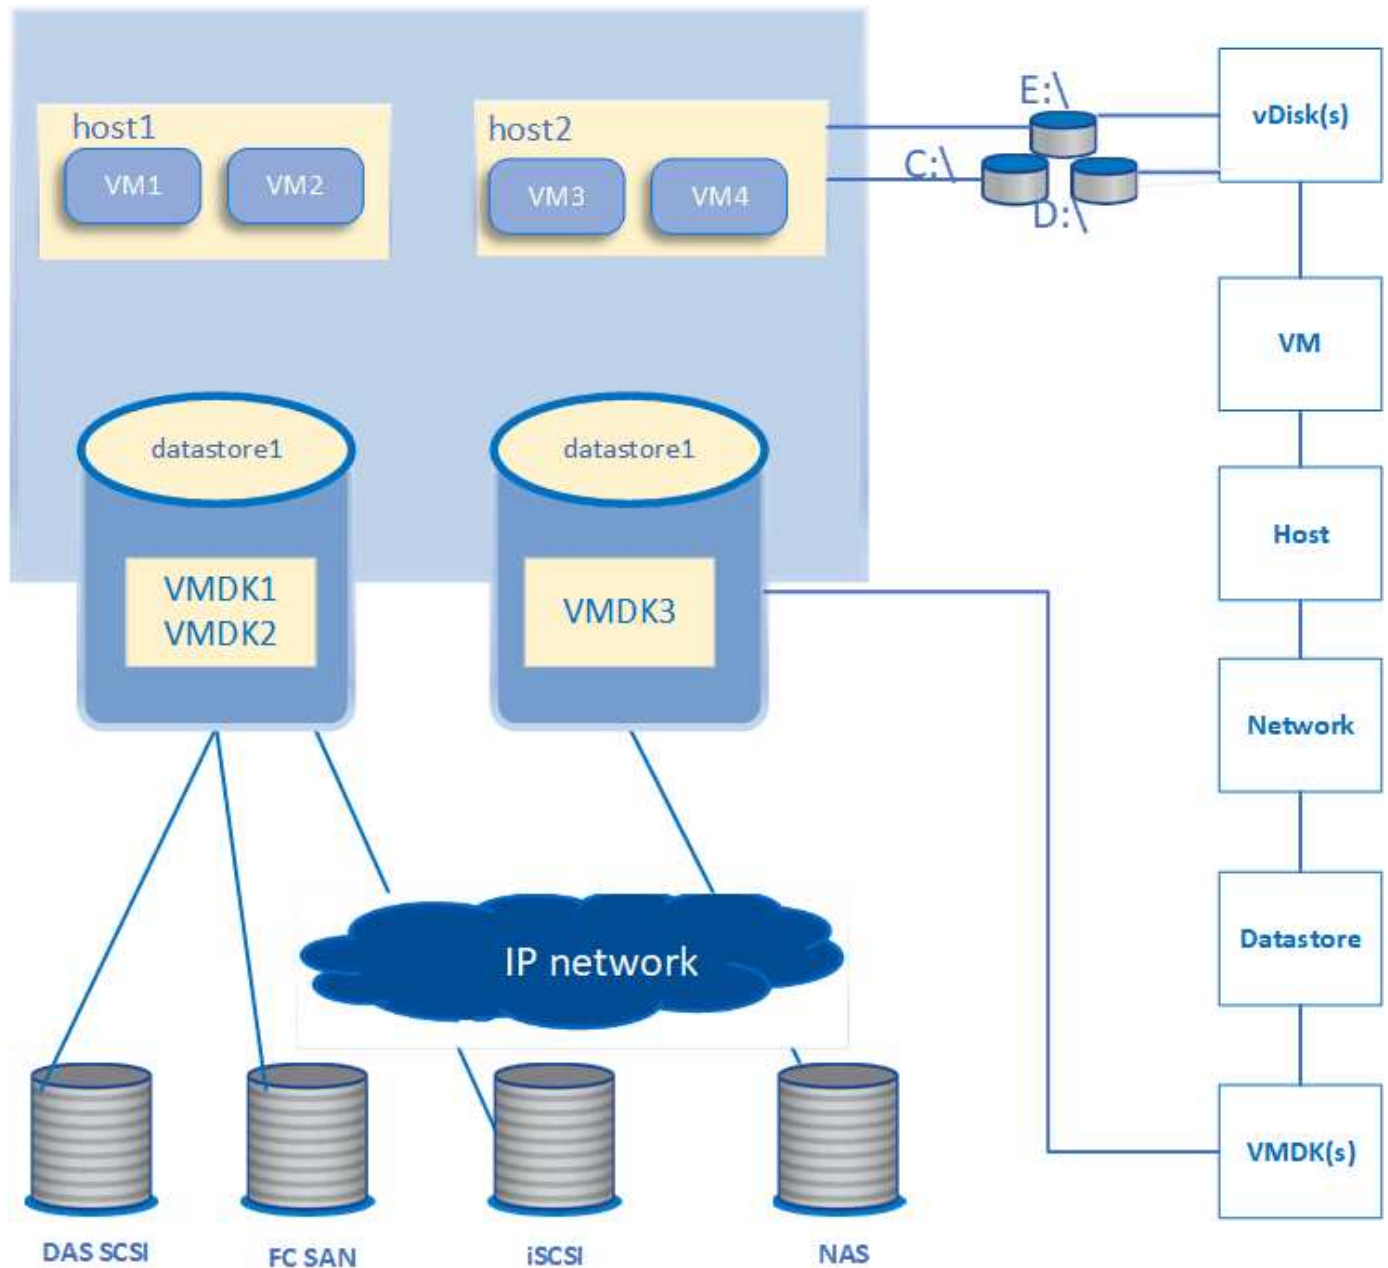 host1
VM1
VM2
host2
VM3
VM4
E:\
C:\
D:\
vDisk(s)
VM
Host
Network
Datastore
VMDK(s)
datastore1
VMDK1
VMDK2
datastore1
VMDK3
IP network
DAS SCSI
FC SAN
iSCSI
NAS